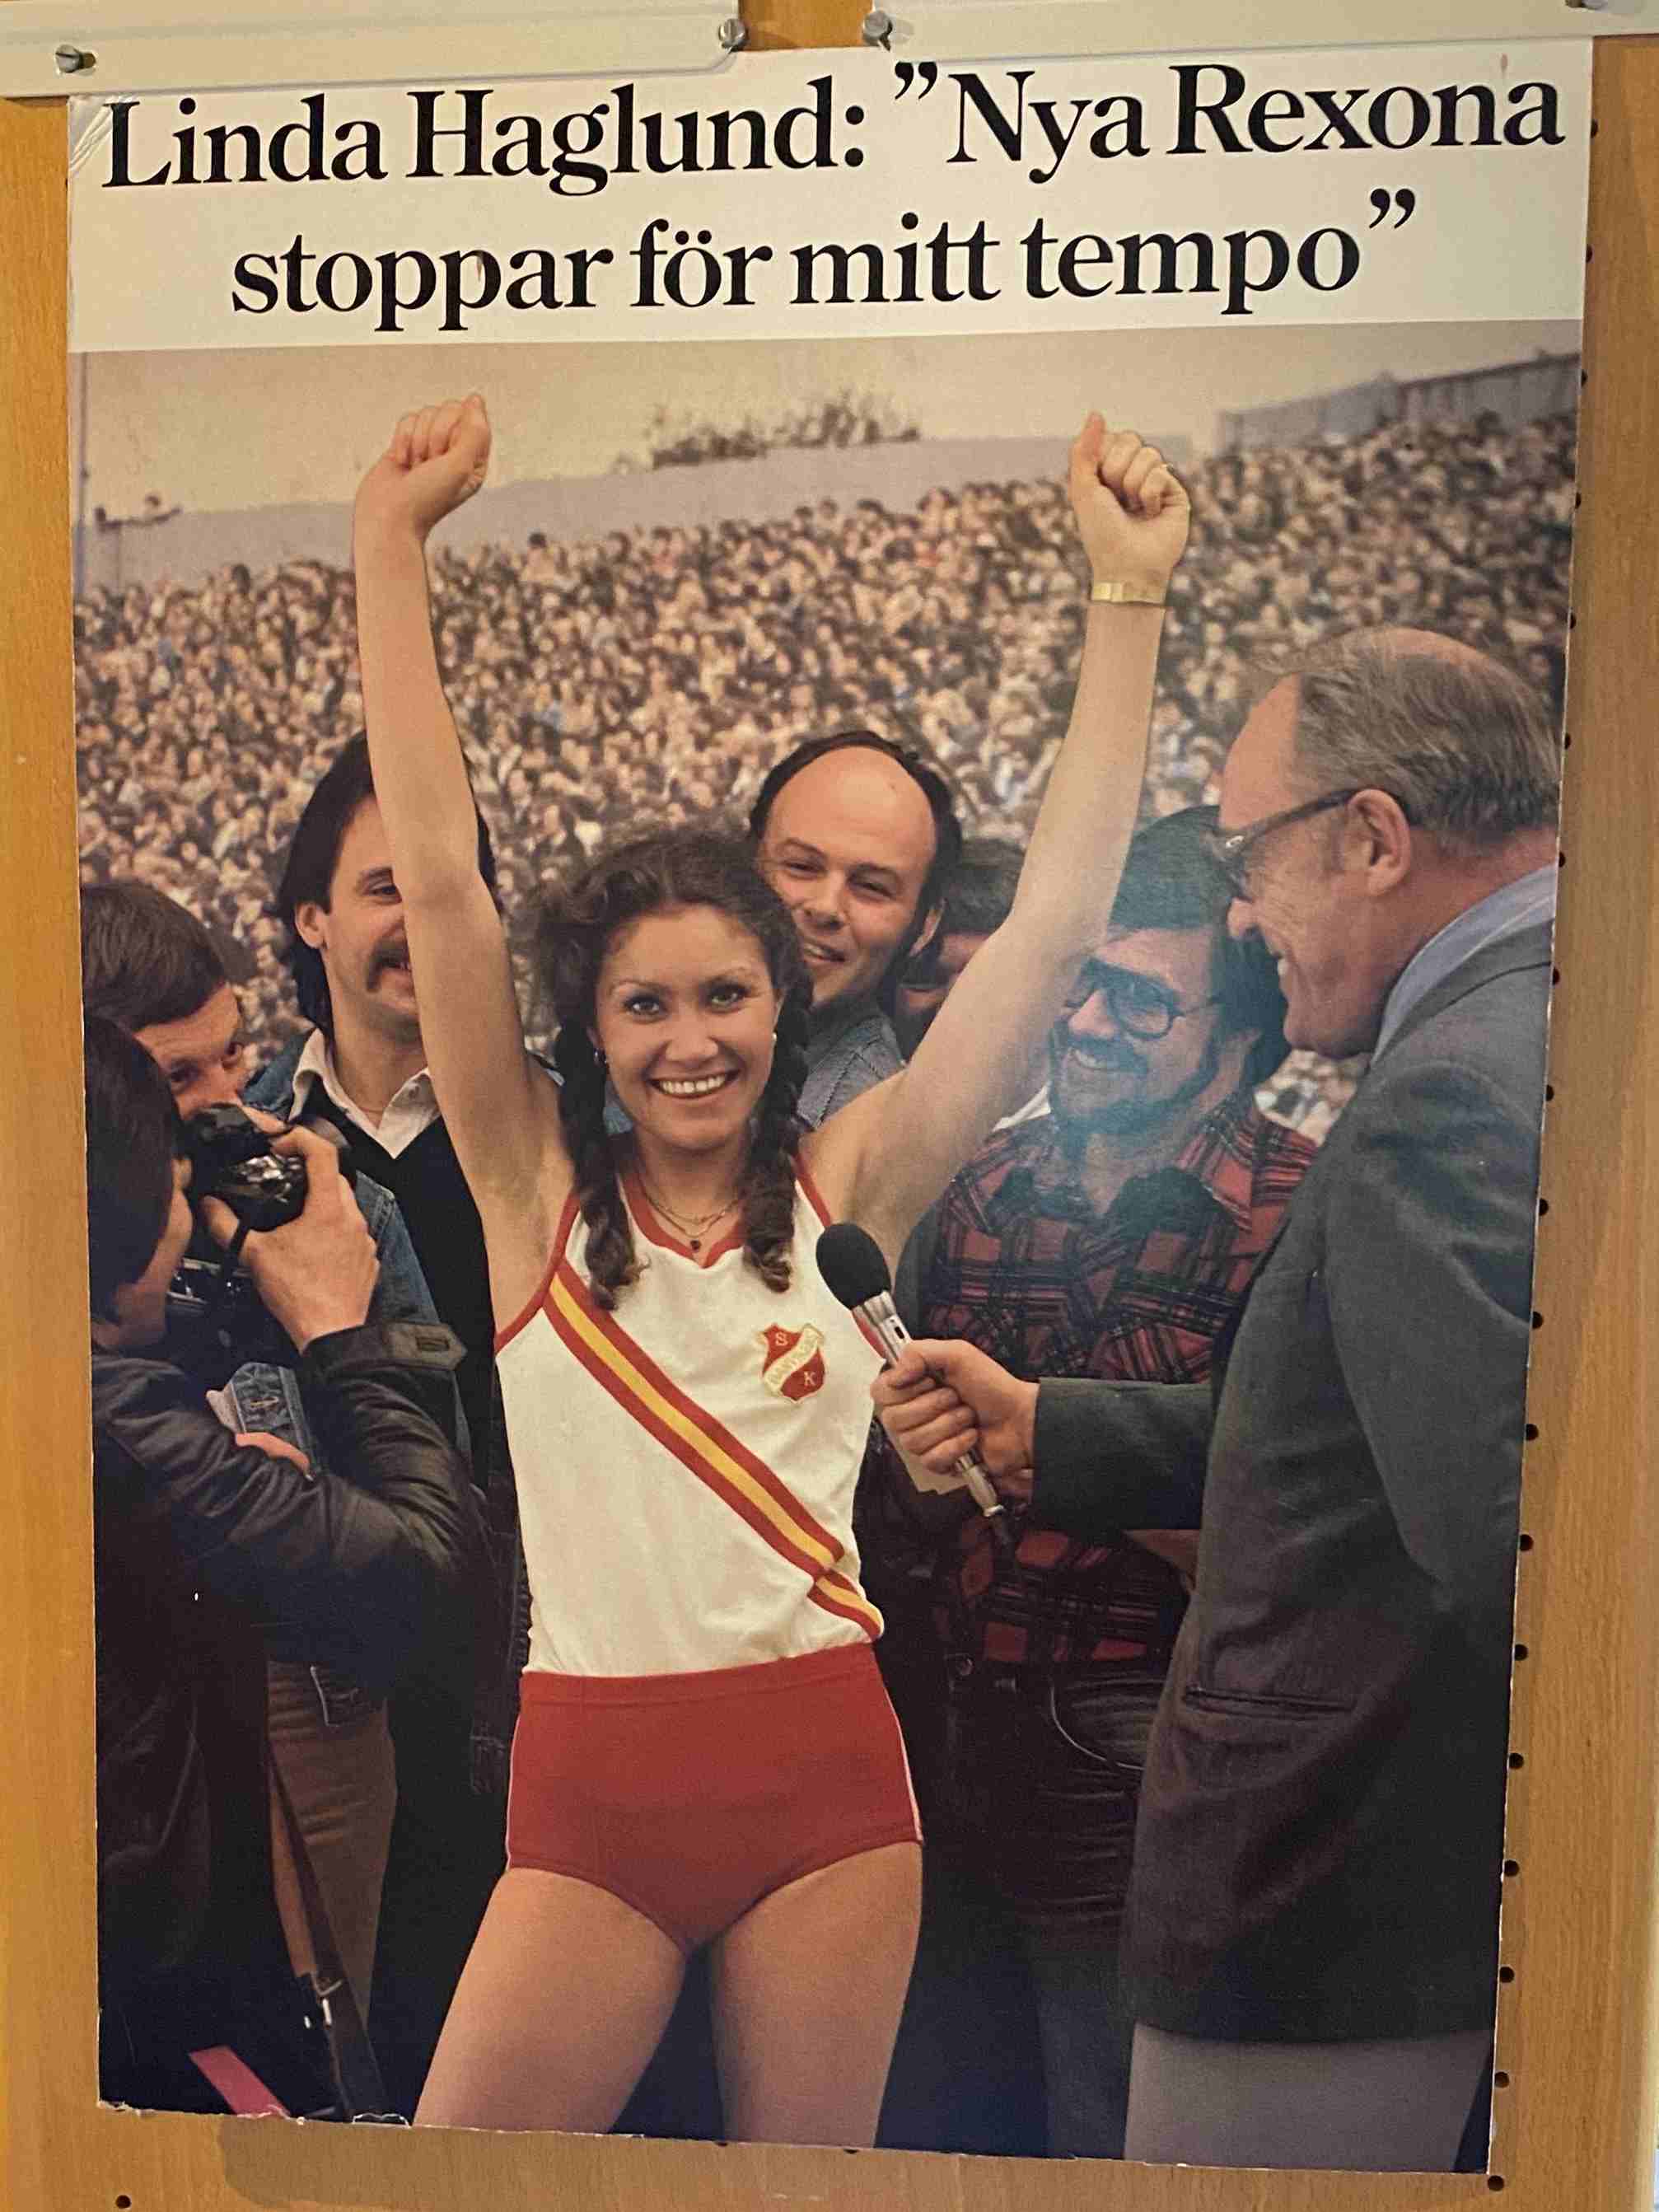 Linda Haglund: ”Nya Rexona
stoppar för mitt tempo”
S
K